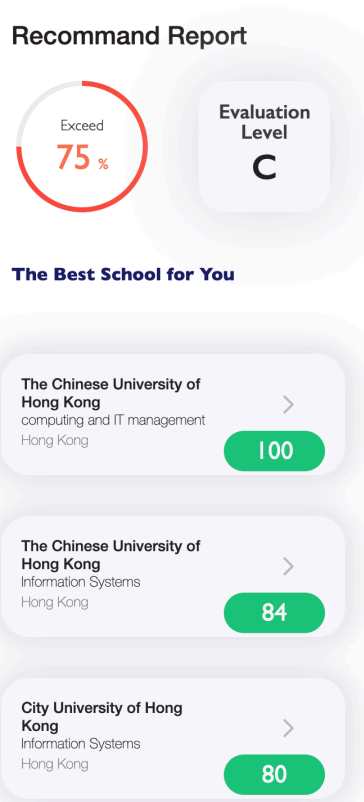 Recommand Report
Exceed
75 %
Evaluation
Level
C
The Best School for You
The Chinese University of
Hong Kong
computing and IT management
Hong Kong
100
The Chinese University of
Hong Kong
Information Systems
Hong Kong
84
City University of Hong
Kong
Information Systems
Hong Kong
80